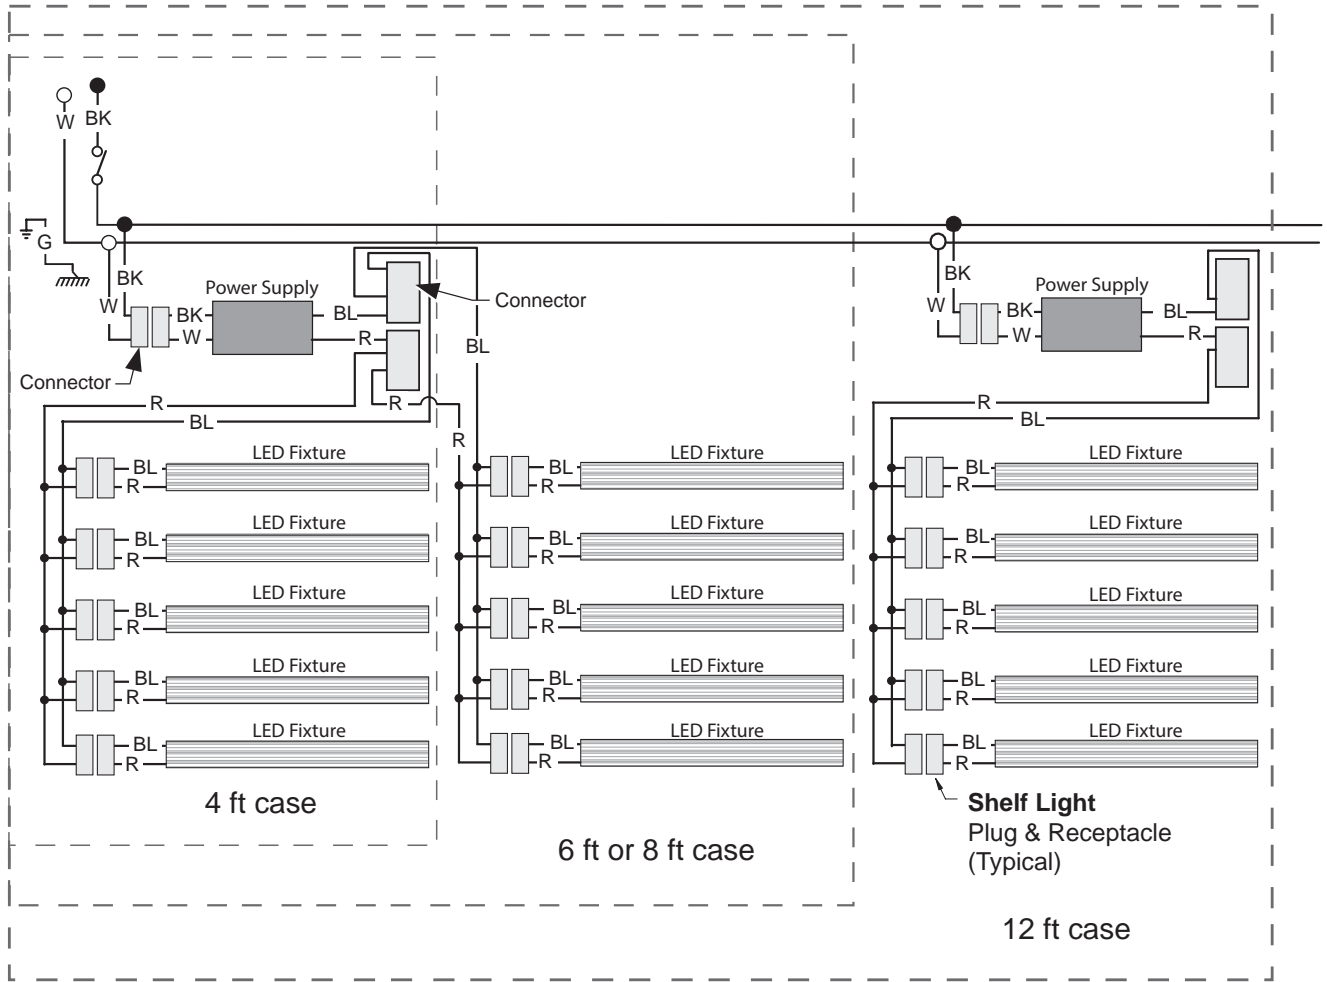 W BK
G
BK BK
W W
Power Supply Power Supply
BK BL BK BL
W R W R
Connector
Connector
BL
R R R
BL R BL
LED Fixture LED Fixture LED Fixture
BL BL BL
R R R
LED Fixture LED Fixture LED Fixture
BL BL BL
R R R
LED Fixture LED Fixture LED Fixture
BL BL BL
R R R
LED Fixture LED Fixture LED Fixture
BL BL BL
R R R
LED Fixture LED Fixture LED Fixture
BL BL BL
R R R
4 ft case
6 ft or 8 ft case
Shelf Light
Plug & Receptacle
(Typical)
12 ft case